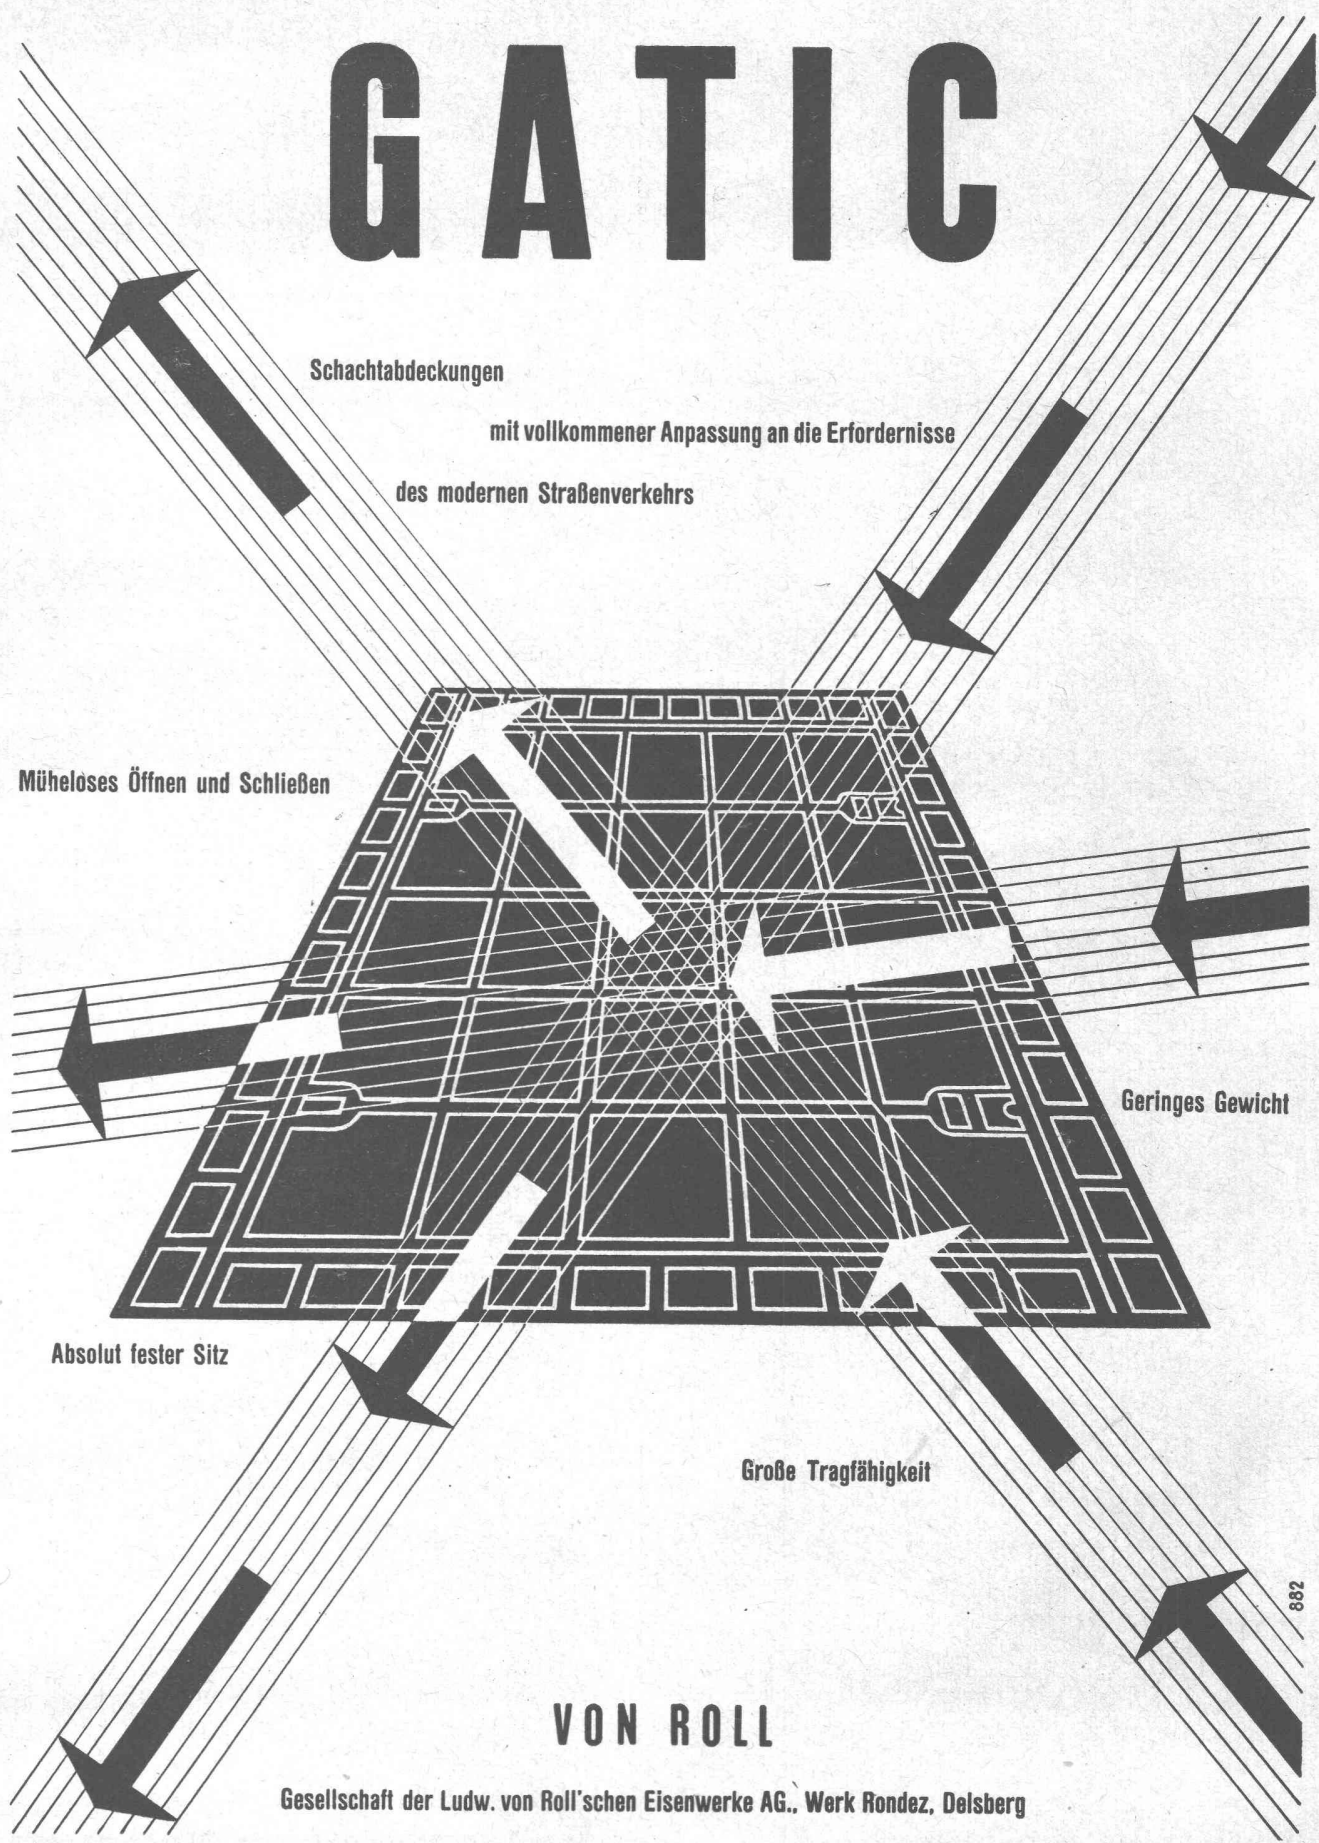 GATIC
Schachtabdeckungen
mit vollkommener Anpassung an die Erfordernisse
des modernen Straßenverkehrs
Müheloses Öffnen und Schließen
Geringes Gewicht
Absolut fester Sitz
Große Tragfähigkeit
882
VON ROLL
Gesellschaft der Ludw. von Roll'schen Eisenwerke AG., Werk Rondez, Delsberg